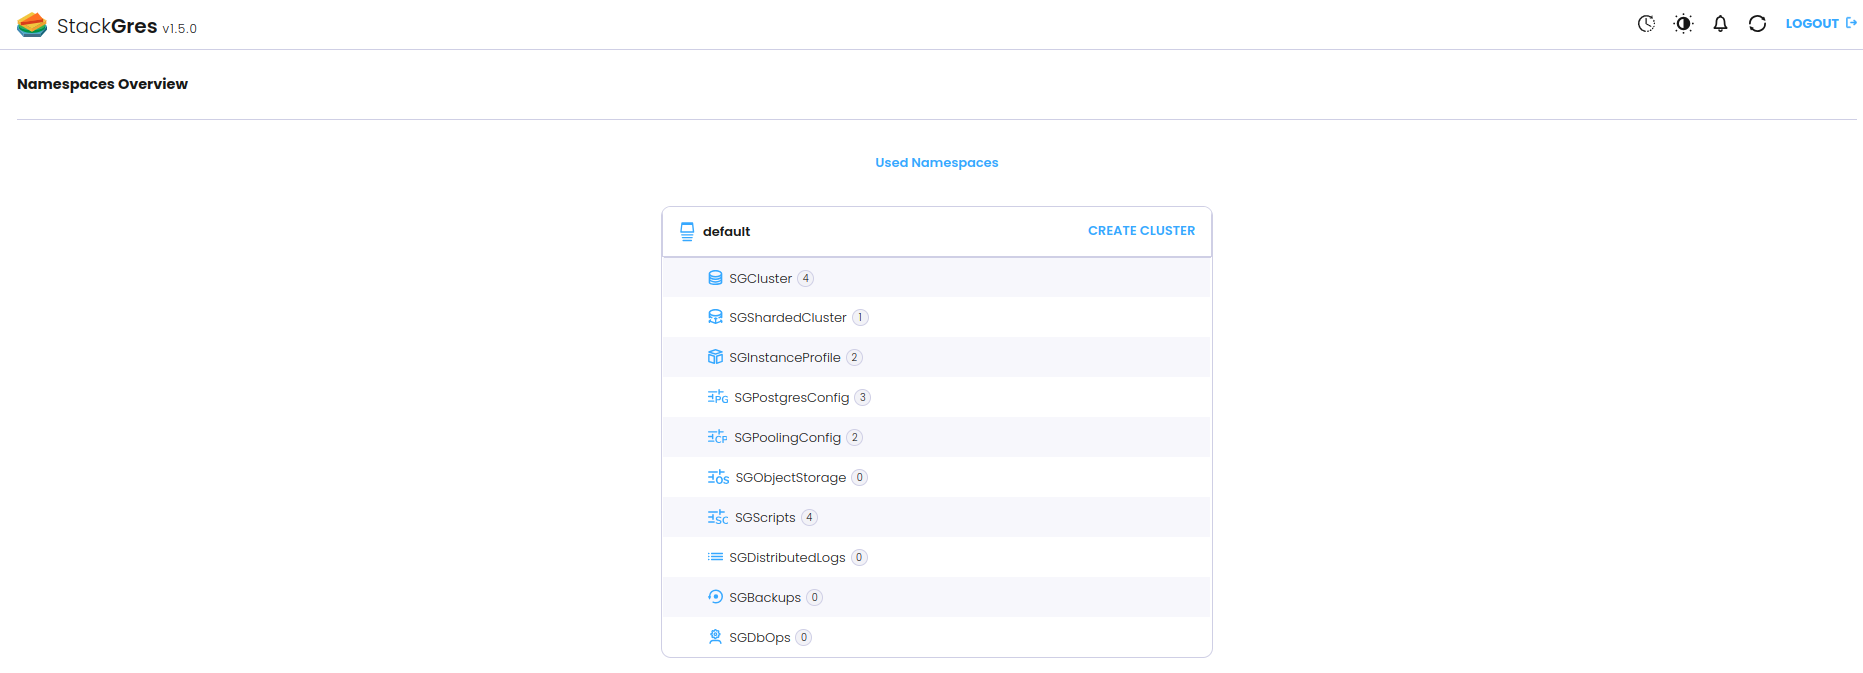 StackGres v1.5.0
LOGOUT
Namespaces Overview
Used Namespaces
default
CREATE CLUSTER
SGCluster 4
SGShardedCluster 1
SGInstanceProfile 2
PG SGPostgresConfig 3
CP SGPoolingConfig 2
OS SGObjectStorage 0
SC SGScripts 4
SGDistributedLogs 0
SGBackups 0
SGDbOps 0